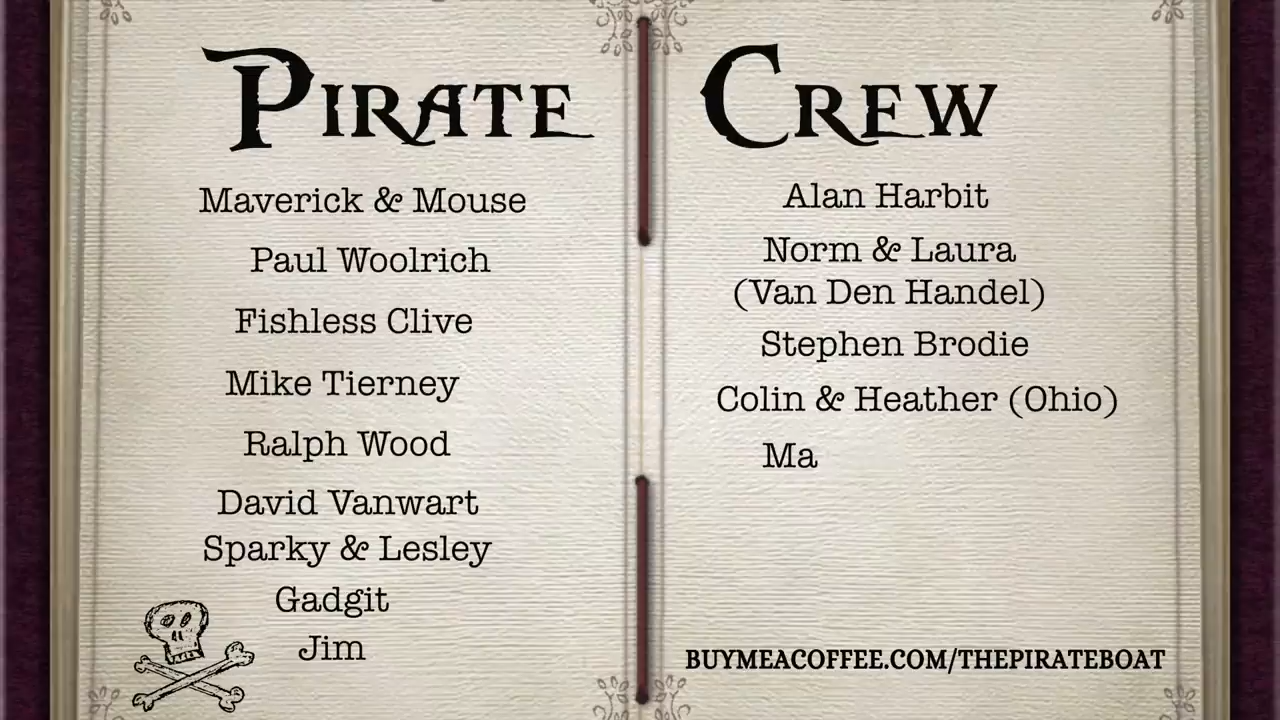 Pirate Crew
Maverick & Mouse
Paul Woolrich
Fishless Clive
Mike Tierney
Ralph Wood
David Vanwart
Sparky & Lesley
Gadgit
Jim
Alan Harbit
Norm & Laura
(Van Den Handel)
Stephen Brodie
Colin & Heather (Ohio)
Ma
BUYMEACOFFEE.COM/THEPIRATEBOAT